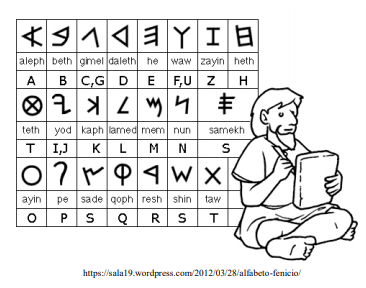 𐤀 𐤁 𐤂 𐤃 𐤄 𐤅 𐤆 𐤇
aleph beth gimel daleth he waw zayin heth
A B C,G D E F,U Z H
𐤈 𐤉 𐤊 𐤋 𐤌 𐤍 𐤎
teth yod kaph lamed mem nun samekh
T I,J K L M N S
𐤏 𐤐 𐤑 𐤒 𐤓 𐤔 𐤕
ayin pe sade qoph resh shin taw
O P S Q R S T
https://sala19.wordpress.com/2012/03/28/alfabeto-fenicio/